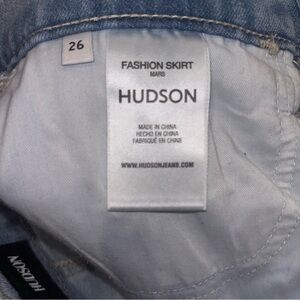 26
FASHION SKIRT
MARS
HUDSON
MADE IN CHINA
HECHO EN CHINA
FABRIQUÉ EN CHINE
WWW.HUDSONJEANS.COM
HUDSON